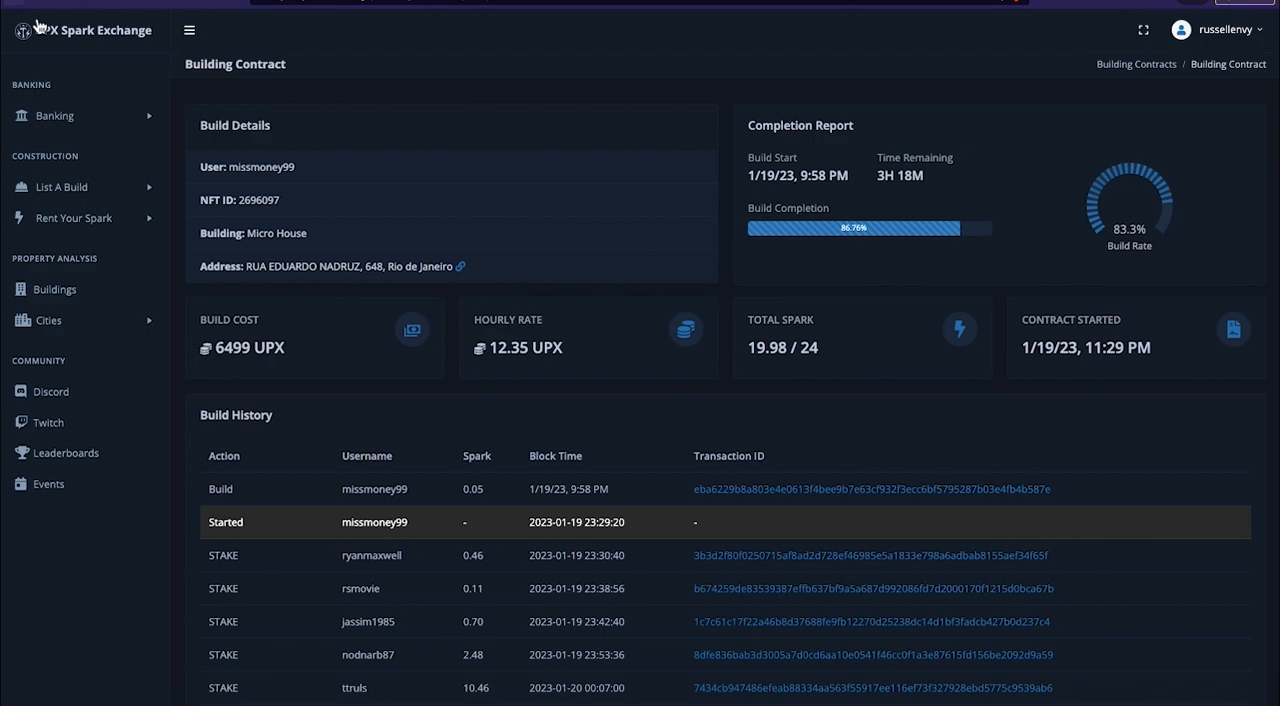 X Spark Exchange
russellenvy
Building Contract
Building Contracts / Building Contract
BANKING
Banking
CONSTRUCTION
List A Build
Rent Your Spark
PROPERTY ANALYSIS
Buildings
Cities
COMMUNITY
Discord
Twitch
Leaderboards
Events
Build Details
User: missmoney99
NFT ID: 2696097
Building: Micro House
Address: RUA EDUARDO NADRUZ, 648, Rio de Janeiro
Completion Report
Build Start
1/19/23, 9:58 PM
Time Remaining
3H 18M
Build Completion
86.76%
83.3%
Build Rate
BUILD COST
6499 UPX
HOURLY RATE
12.35 UPX
TOTAL SPARK
19.98 / 24
CONTRACT STARTED
1/19/23, 11:29 PM
Build History
Action Username Spark Block Time Transaction ID
Build missmoney99 0.05 1/19/23, 9:58 PM eba6229b8a803e4e0613f4bee9b7e63cf932f3ecc6bf5795287b03e4fb4b587e
Started missmoney99 - 2023-01-19 23:29:20 -
STAKE ryanmaxwell 0.46 2023-01-19 23:30:40 3b3d2f80f0250715af8ad2d728ef46985e5a1833e798a6adbab8155aef34f65f
STAKE rsmovie 0.11 2023-01-19 23:38:56 b674259de83539387effb637bf9a5a687d992086fd7d2000170f1215d0bca67b
STAKE jassim1985 0.70 2023-01-19 23:42:40 1c7c61c17f22a46b8d37688fe9fb12270d25238dc14d1bf3fadcb427b0d237c4
STAKE nodnarb87 2.48 2023-01-19 23:53:36 8dfe836bab3d3005a7d0cd6aa10e0541f46cc0f1a3e87615fd156be2092d9a59
STAKE ttruls 10.46 2023-01-20 00:07:00 7434cb947486efeab88334aa563f55917ee116ef73f327928ebd5775c9539ab6